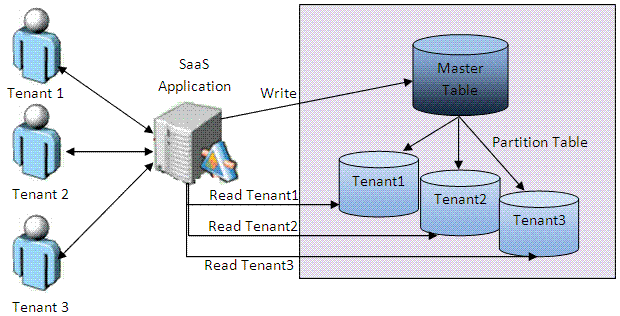 Tenant 1
Tenant 2
Tenant 3
SaaS
Application
Write
Master
Table
Partition Table
Tenant1
Tenant2
Tenant3
Read Tenant1
Read Tenant2
Read Tenant3